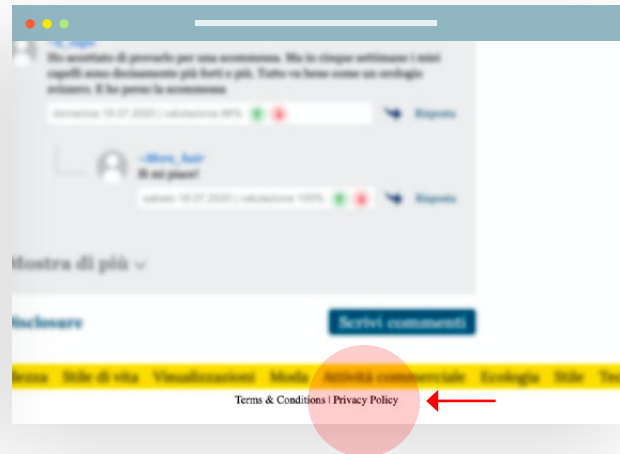 Ho accettato di provarlo per una scommessa. Ma in cinque settimane i miei
capelli sono decisamente più forti e più. Tutto va bene come un orologio
svizzero. E ho perso la scommessa
domenica 19.07.2020 | valutazione 98%
Risposta
~More_hair
Si mi piace!
sabato 18.07.2020 | valutazione 100%
Risposta
Mostra di più
Disclosure
Scrivi commenti
Stile di vita Visualizzazioni Moda Attività commerciale Ecologia Stile
Terms & Conditions | Privacy Policy